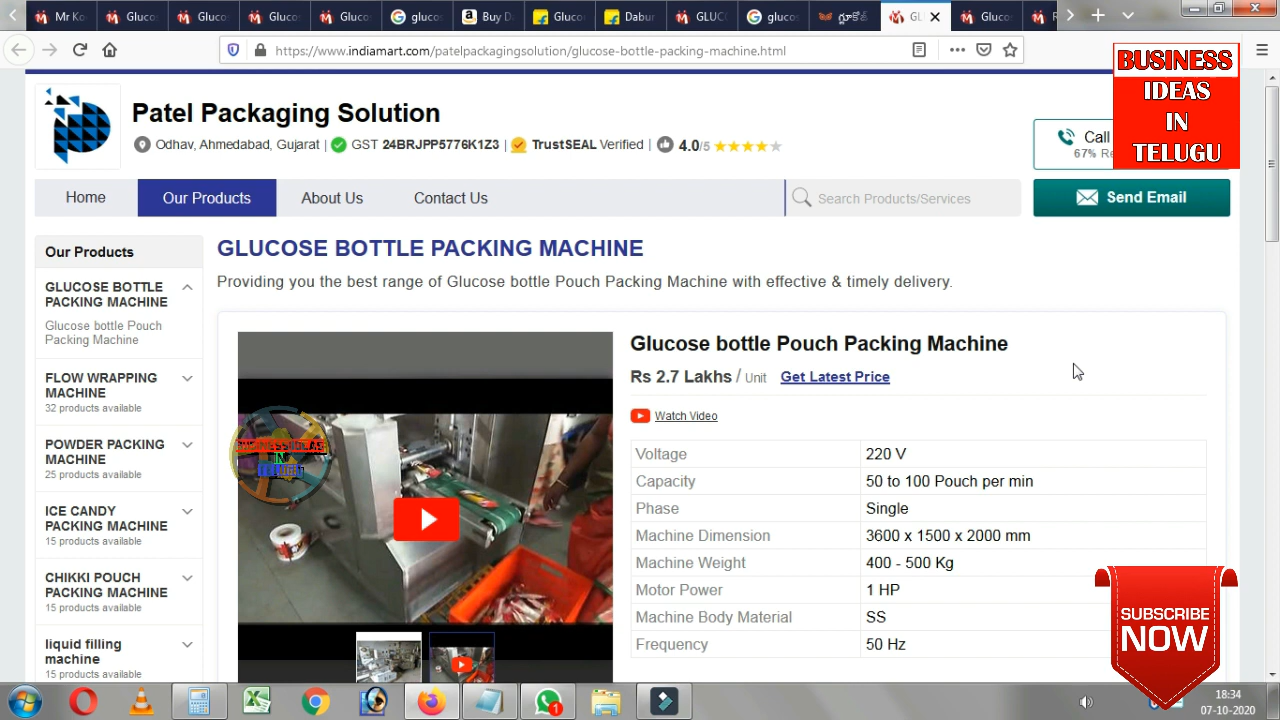 Mr Ko
Gluco
Gluco
Gluco
Gluco
gluco
Buy D
Gluco
Dabur
GLUC
gluco
గ్లూకోస్
GL
Gluco
https://www.indiamart.com/patelpackagingsolution/glucose-bottle-packing-machine.html
BUSINESS
IDEAS
IN
TELUGU
Patel Packaging Solution
Odhav, Ahmedabad, Gujarat | GST 24BRJPP5776K1Z3 | TrustSEAL Verified | 4.0/5
Call
67% Re
Home
Our Products
About Us
Contact Us
Search Products/Services
Send Email
Our Products
GLUCOSE BOTTLE
PACKING MACHINE
Glucose bottle Pouch
Packing Machine
FLOW WRAPPING
MACHINE
32 products available
POWDER PACKING
MACHINE
25 products available
ICE CANDY
PACKING MACHINE
15 products available
CHIKKI POUCH
PACKING MACHINE
15 products available
liquid filling
machine
15 products available
GLUCOSE BOTTLE PACKING MACHINE
Providing you the best range of Glucose bottle Pouch Packing Machine with effective & timely delivery.
Glucose bottle Pouch Packing Machine
Rs 2.7 Lakhs / Unit Get Latest Price
Watch Video
Voltage 220 V
Capacity 50 to 100 Pouch per min
Phase Single
Machine Dimension 3600 x 1500 x 2000 mm
Machine Weight 400 - 500 Kg
Motor Power 1 HP
Machine Body Material SS
Frequency 50 Hz
SUBSCRIBE
NOW
1
18:34
07-10-2020